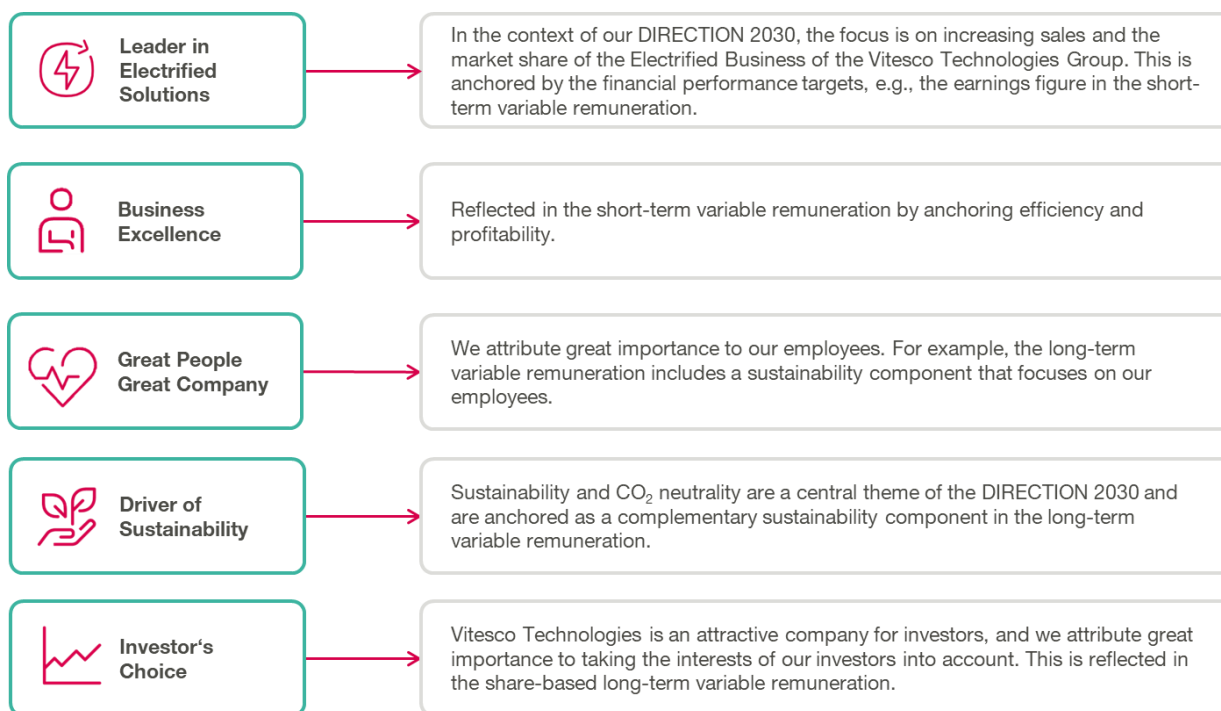 Leader in
Electrified
Solutions
In the context of our DIRECTION 2030, the focus is on increasing sales and the
market share of the Electrified Business of the Vitesco Technologies Group. This is
anchored by the financial performance targets, e.g., the earnings figure in the short-
term variable remuneration.
Business
Excellence
Reflected in the short-term variable remuneration by anchoring efficiency and
profitability.
Great People
Great Company
We attribute great importance to our employees. For example, the long-term
variable remuneration includes a sustainability component that focuses on our
employees.
Driver of
Sustainability
Sustainability and CO₂ neutrality are a central theme of the DIRECTION 2030 and
are anchored as a complementary sustainability component in the long-term
variable remuneration.
Investor‘s
Choice
Vitesco Technologies is an attractive company for investors, and we attribute great
importance to taking the interests of our investors into account. This is reflected in
the share-based long-term variable remuneration.